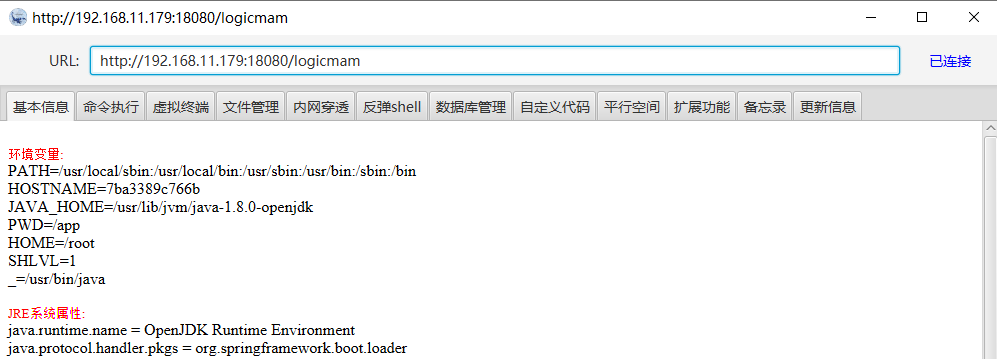 http://192.168.11.179:18080/logicmam
URL: http://192.168.11.179:18080/logicmam 已连接
基本信息 命令执行 虚拟终端 文件管理 内网穿透 反弹shell 数据库管理 自定义代码 平行空间 扩展功能 备忘录 更新信息
环境变量:
PATH=/usr/local/sbin:/usr/local/bin:/usr/sbin:/usr/bin:/sbin:/bin
HOSTNAME=7ba3389c766b
JAVA_HOME=/usr/lib/jvm/java-1.8.0-openjdk
PWD=/app
HOME=/root
SHLVL=1
_=/usr/bin/java
JRE系统属性:
java.runtime.name = OpenJDK Runtime Environment
java.protocol.handler.pkgs = org.springframework.boot.loader